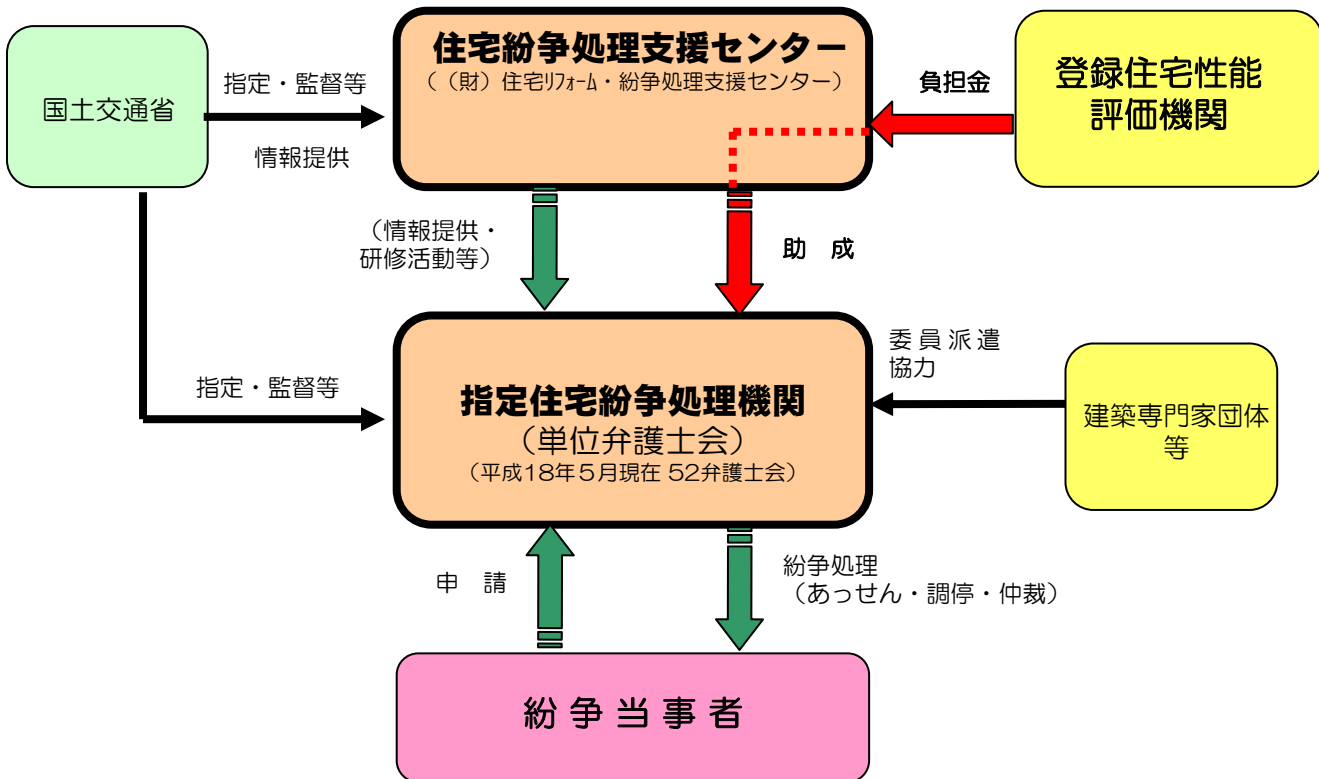 住宅紛争処理支援センター
（（財）住宅ﾘﾌｫｰﾑ・紛争処理支援センター）
国土交通省
指定・監督等
情報提供
負担金
登録住宅性能
評価機関
（情報提供・
研修活動等）
助　成
指定・監督等
指定住宅紛争処理機関
（単位弁護士会）
（平成18年５月現在 52弁護士会）
委員派遣
協力
建築専門家団体
等
申　請
紛争処理
（あっせん・調停・仲裁）
紛争当事者